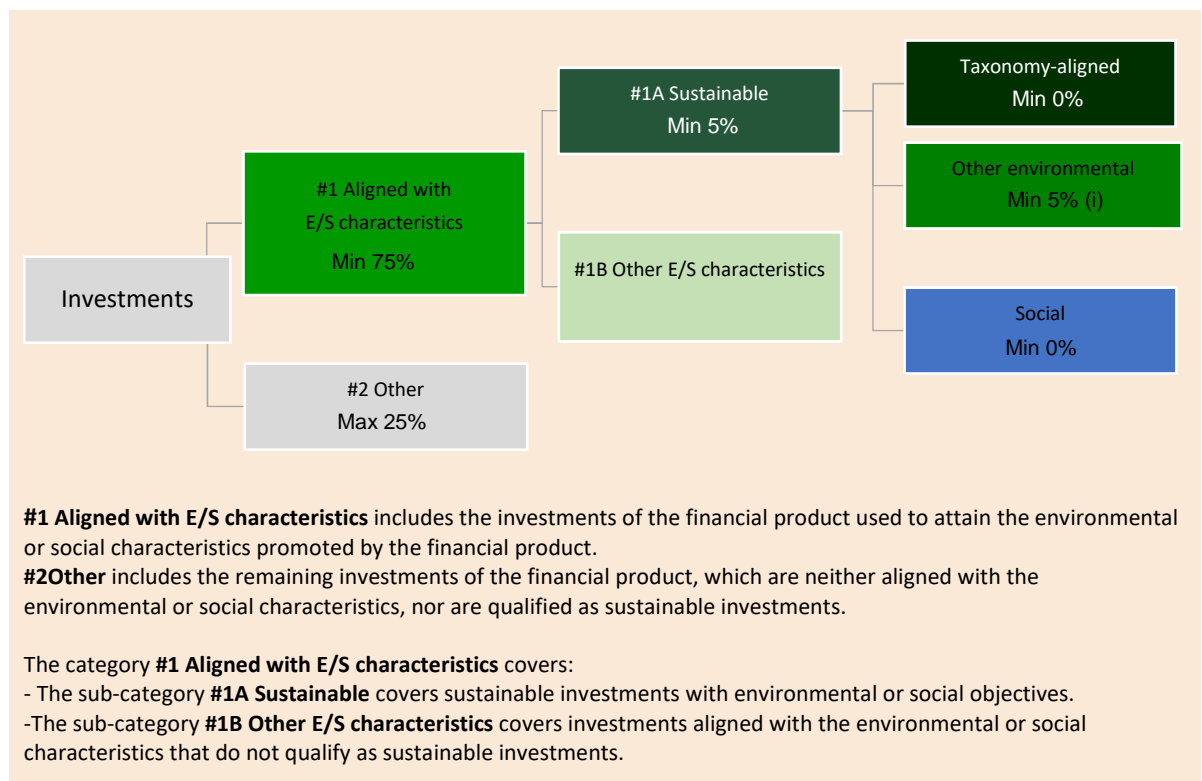 Taxonomy-aligned
Min 0%
#1A Sustainable
Min 5%
Other environmental
Min 5% (i)
#1 Aligned with
E/S characteristics
Min 75%
#1B Other E/S characteristics
Investments
Social
Min 0%
#2 Other
Max 25%
#1 Aligned with E/S characteristics includes the investments of the financial product used to attain the environmental
or social characteristics promoted by the financial product.
#2Other includes the remaining investments of the financial product, which are neither aligned with the
environmental or social characteristics, nor are qualified as sustainable investments.
The category #1 Aligned with E/S characteristics covers:
- The sub-category #1A Sustainable covers sustainable investments with environmental or social objectives.
-The sub-category #1B Other E/S characteristics covers investments aligned with the environmental or social
characteristics that do not qualify as sustainable investments.